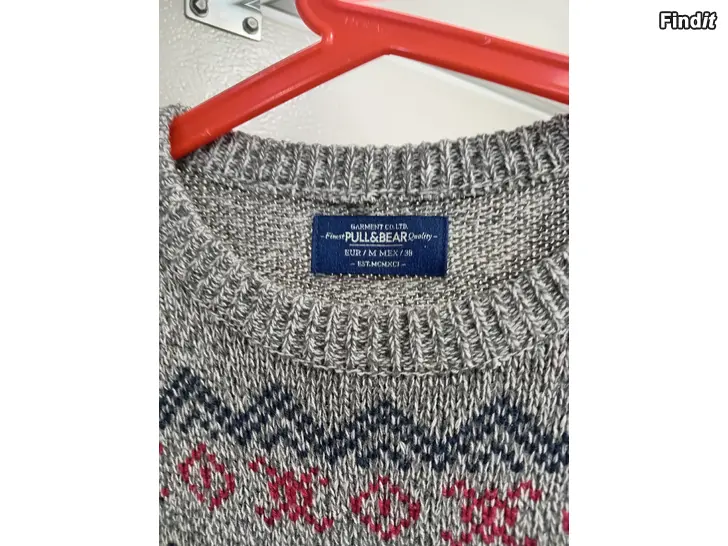 Findit
GARMENT CO.LTD.
– Finest PULL&BEAR Quality –
EUR / M MEX / 38
– EST.MCMXCI –